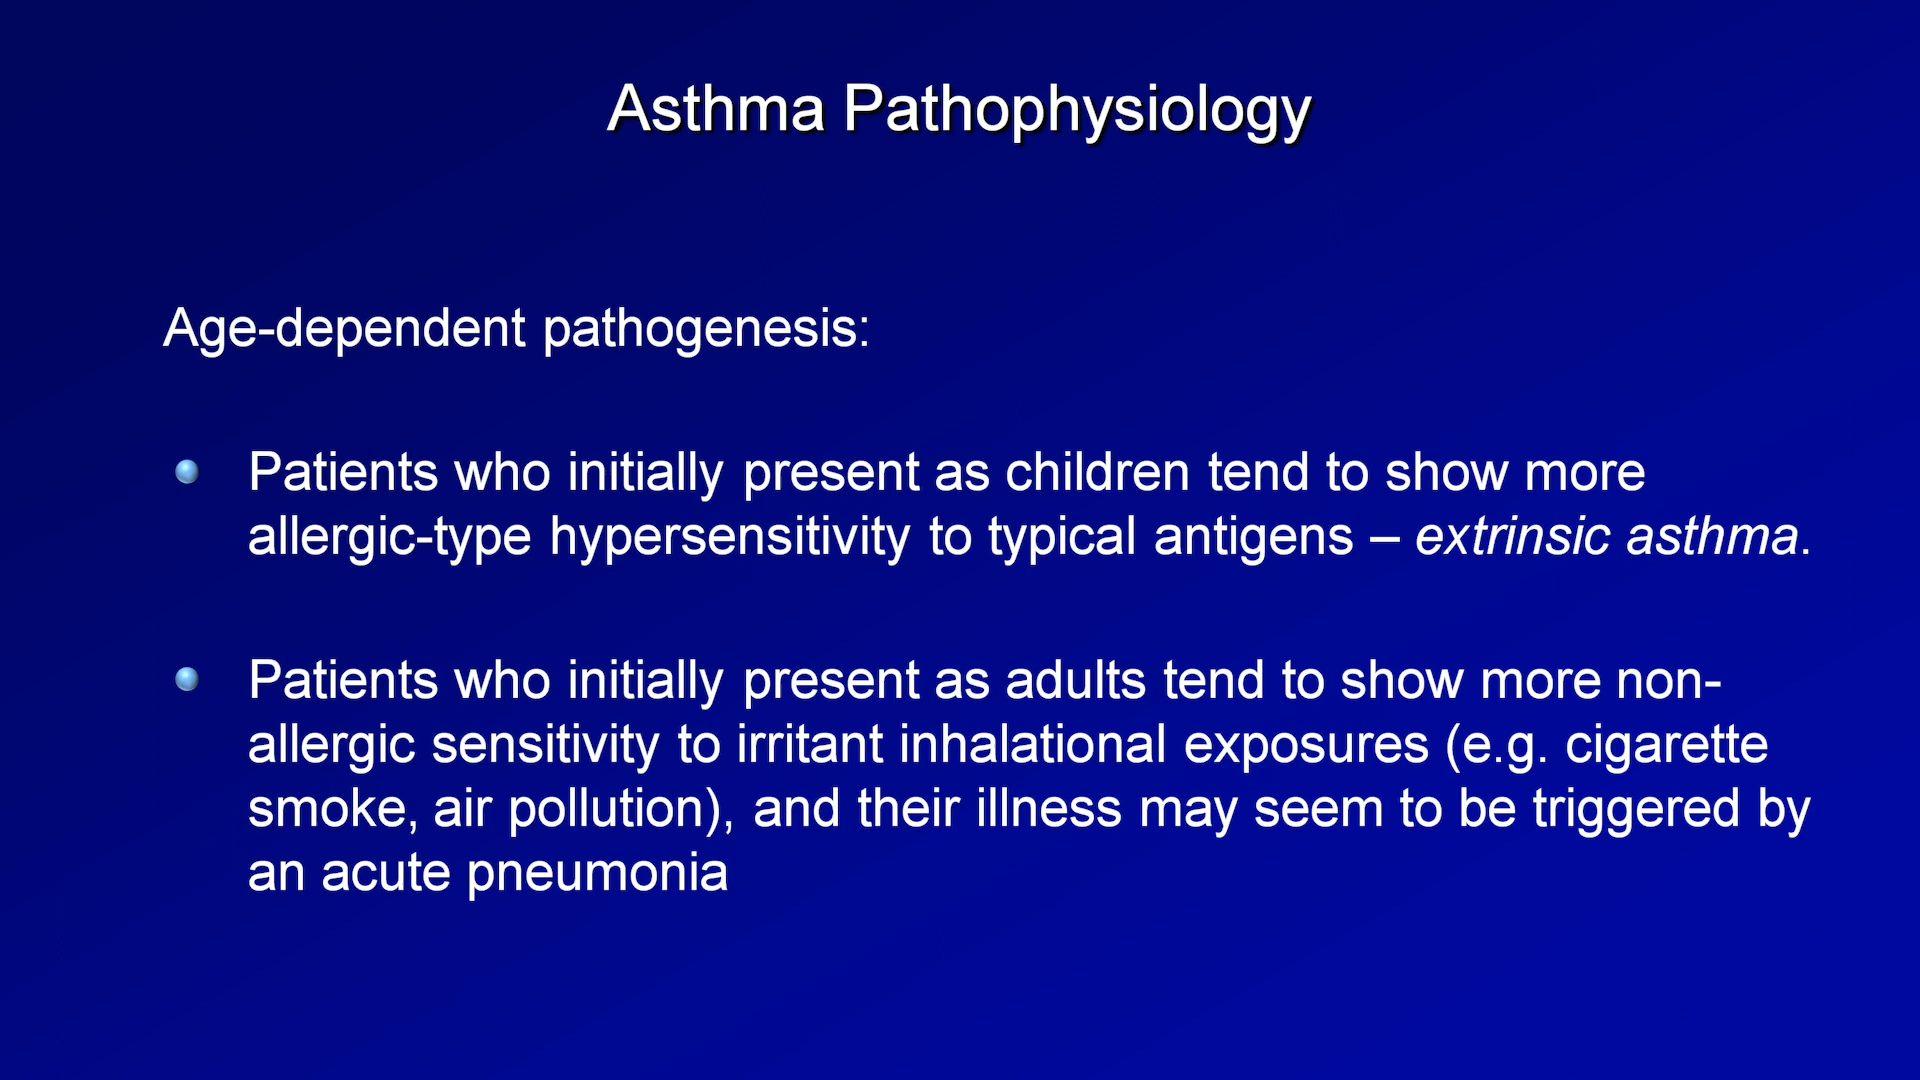 Asthma Pathophysiology
Age-dependent pathogenesis:
Patients who initially present as children tend to show more
allergic-type hypersensitivity to typical antigens – extrinsic asthma.
Patients who initially present as adults tend to show more non-
allergic sensitivity to irritant inhalational exposures (e.g. cigarette
smoke, air pollution), and their illness may seem to be triggered by
an acute pneumonia